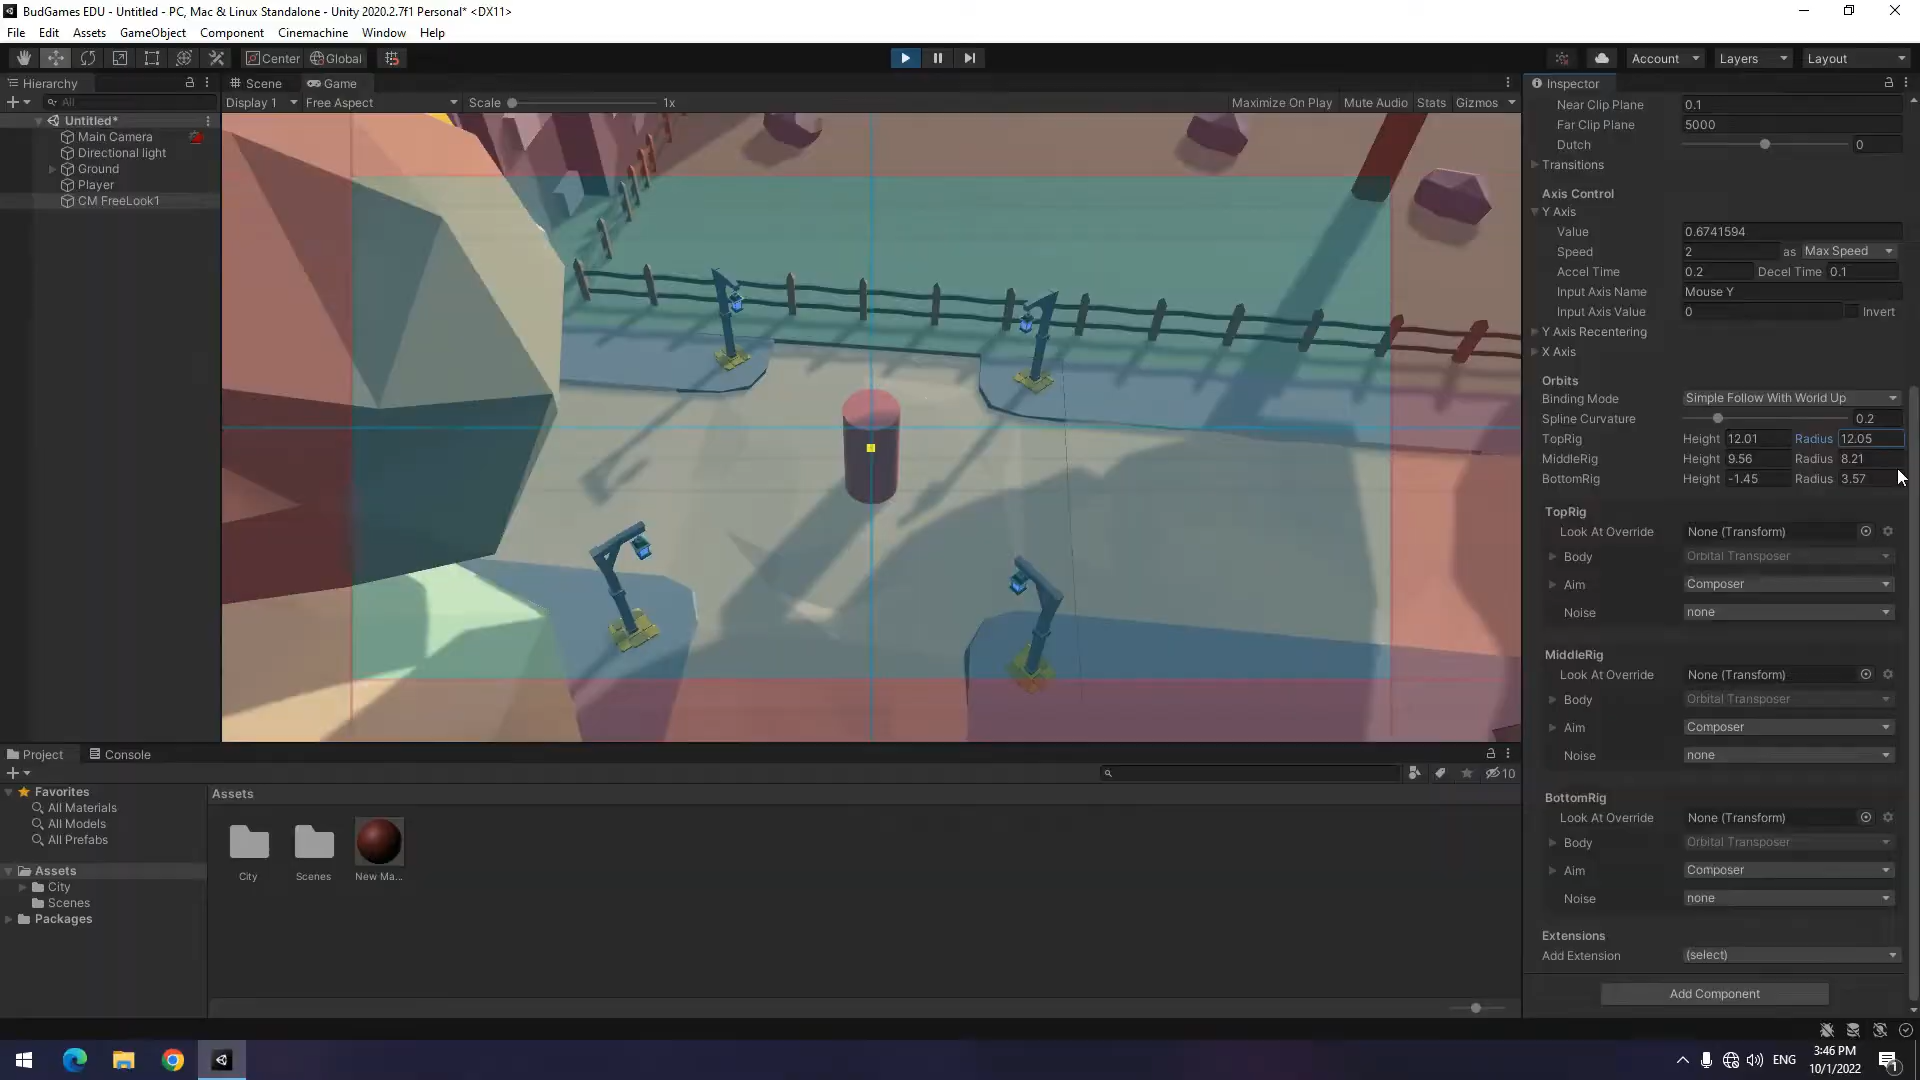 BudGames EDU - Untitled - PC, Mac & Linux Standalone - Unity 2020.2.7f1 Personal* <DX11>
File Edit Assets GameObject Component Cinemachine Window Help
Center Global Account Layers Layout
Hierarchy
All
Untitled*
Main Camera
Directional light
Ground
Player
CM FreeLook1
Scene Game
Display 1 Free Aspect Scale 1x Maximize On Play Mute Audio Stats Gizmos
Inspector
Near Clip Plane 0.1
Far Clip Plane 5000
Dutch 0
Transitions
Axis Control
Y Axis
Value 0.6741594
Speed 2 as Max Speed
Accel Time 0.2 Decel Time 0.1
Input Axis Name Mouse Y
Input Axis Value 0 Invert
Y Axis Recentering
X Axis
Orbits
Binding Mode Simple Follow With World Up
Spline Curvature 0.2
TopRig Height 12.01 Radius 12.05
MiddleRig Height 9.56 Radius 8.21
BottomRig Height -1.45 Radius 3.57
TopRig
Look At Override None (Transform)
Body Orbital Transposer
Aim Composer
Noise none
MiddleRig
Look At Override None (Transform)
Body Orbital Transposer
Aim Composer
Noise none
BottomRig
Look At Override None (Transform)
Body Orbital Transposer
Aim Composer
Noise none
Extensions
Add Extension (select)
Add Component
Project Console
10
Favorites
All Materials
All Models
All Prefabs
Assets
City
Scenes
Packages
Assets
City Scenes New Ma...
ENG
3:46 PM
10/1/2022
1